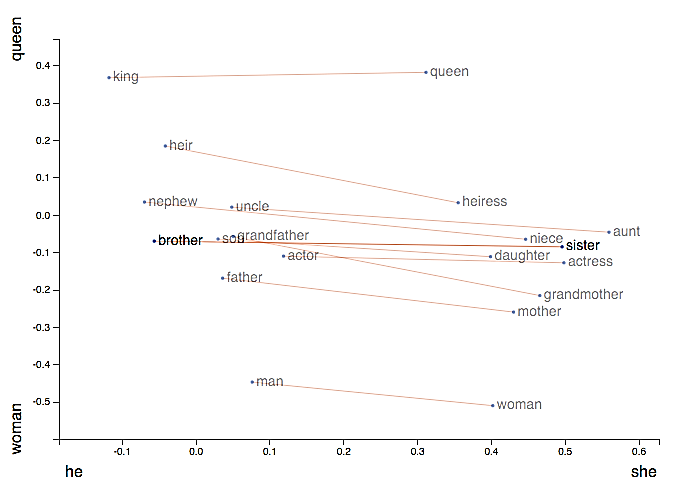 queen
0.4
king
queen
0.3
0.2
heir
0.1
heiress
nephew
uncle
0.0
aunt
grandfather
son
niece
brother
sister
-0.1
actor
daughter
actress
father
-0.2
grandmother
mother
-0.3
-0.4
man
-0.5
woman
woman
-0.1 0.0 0.1 0.2 0.3 0.4 0.5 0.6
he she